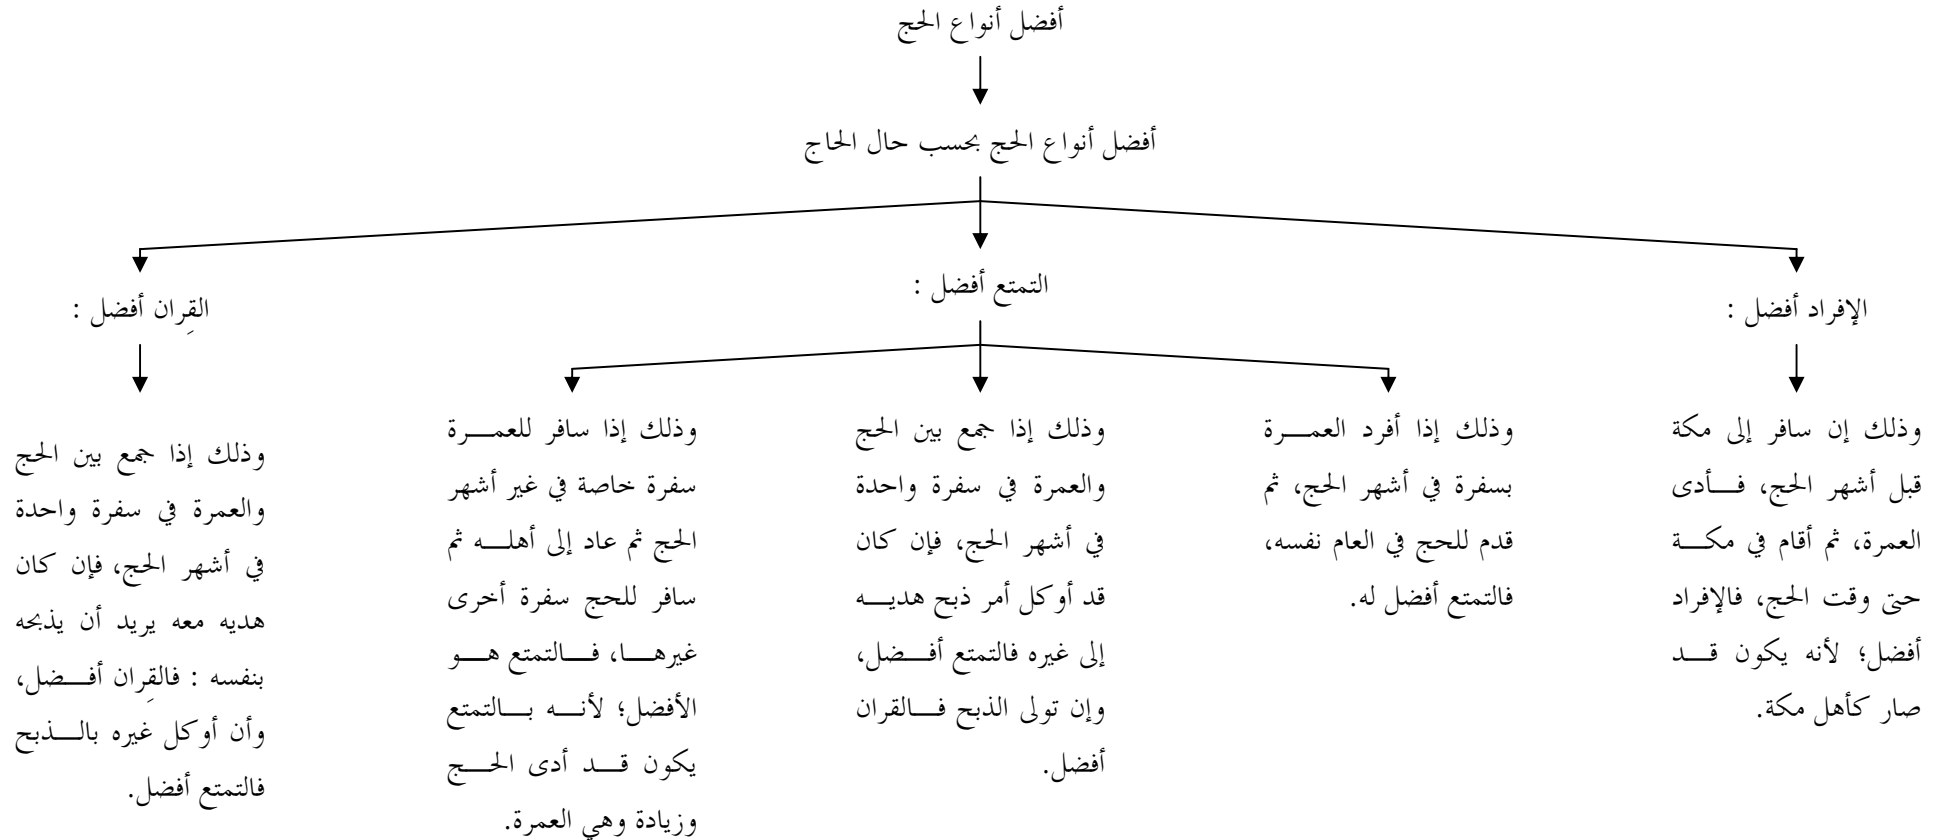 أفضل أنواع الحج
أفضل أنواع الحج بحسب حال الحاج
الإفراد أفضل :
وذلك إن سافر إلى مكة
قبل أشهر الحج، فأدى
العمرة، ثم أقام في مكة
حتى وقت الحج، فالإفراد
أفضل؛ لأنه يكون قد
صار كأهل مكة.
التمتع أفضل :
وذلك إذا أفرد العمرة
بسفرة في أشهر الحج، ثم
قدم للحج في العام نفسه،
فالتمتع أفضل له.
وذلك إذا جمع بين الحج
والعمرة في سفرة واحدة
في أشهر الحج، فإن كان
قد أوكل أمر ذبح هديه
إلى غيره فالتمتع أفضل،
وإن تولى الذبح فالقران
أفضل.
وذلك إذا سافر للعمرة
سفرة خاصة في غير أشهر
الحج ثم عاد إلى أهله ثم
سافر للحج سفرة أخرى
غيرها، فالتمتع هو
الأفضل؛ لأنه بالتمتع
يكون قد أدى الحج
وزيادة وهي العمرة.
القِران أفضل :
وذلك إذا جمع بين الحج
والعمرة في سفرة واحدة
في أشهر الحج، فإن كان
هديه معه يريد أن يذبحه
بنفسه : فالقِران أفضل،
وأن أوكل غيره بالذبح
فالتمتع أفضل.